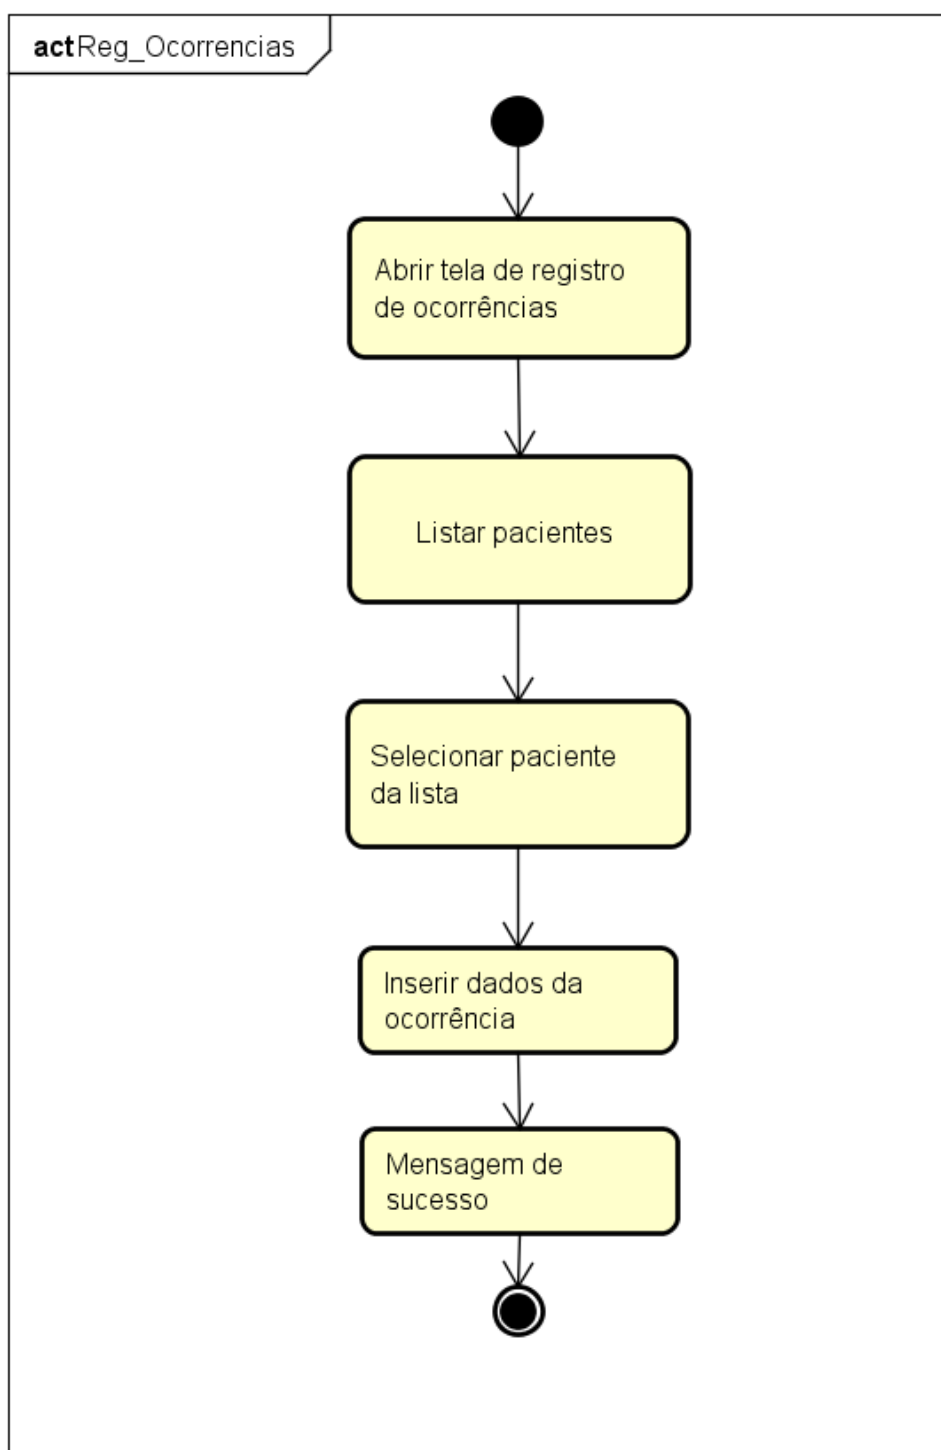 actReg_Ocorrencias
Abrir tela de registro
de ocorrências
Listar pacientes
Selecionar paciente
da lista
Inserir dados da
ocorrência
Mensagem de
sucesso